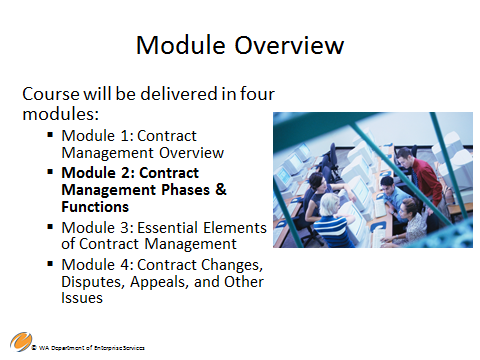 Module Overview
Course will be delivered in four
modules:
▪ Module 1: Contract
Management Overview
▪ Module 2: Contract
Management Phases &
Functions
▪ Module 3: Essential Elements
of Contract Management
▪ Module 4: Contract Changes,
Disputes, Appeals, and Other
Issues
© WA Department of Enterprise Services